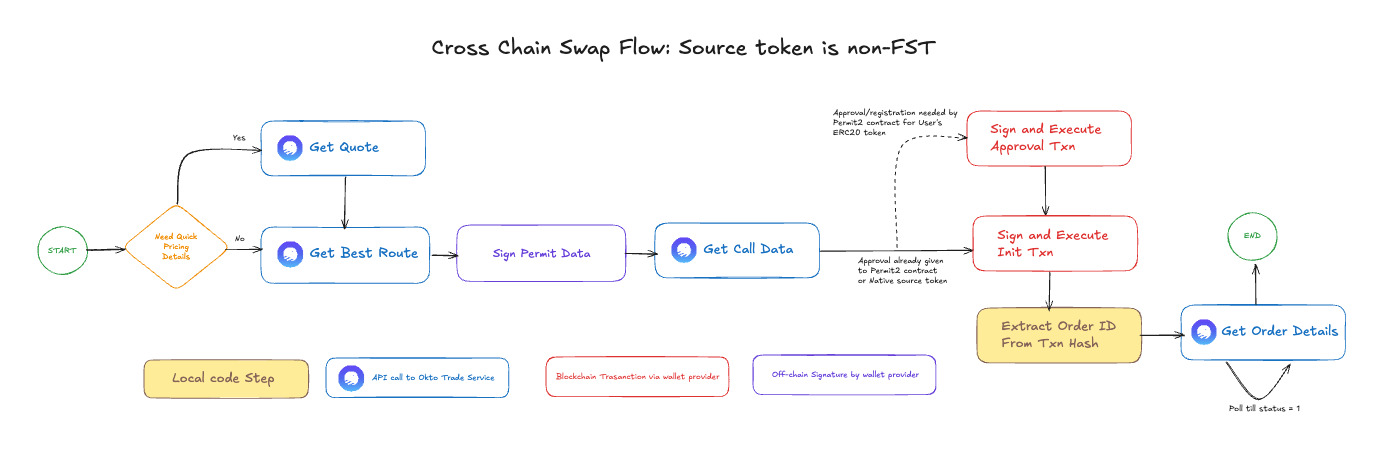 Cross Chain Swap Flow: Source token is non-FST
Approval/registration needed by
Permit2 contract for User's
ERC20 token
Sign and Execute
Approval Txn
Yes
Get Quote
START
Need Quick
Pricing
Details
No
Get Best Route
Sign Permit Data
Get Call Data
Approval already given
to Permit2 contract
or Native source token
Sign and Execute
Init Txn
END
Extract Order ID
From Txn Hash
Get Order Details
Poll till status = 1
Local code Step
API call to Okto Trade Service
Blockchain Trasanction via wallet provider
Off-chain Signature by wallet provider